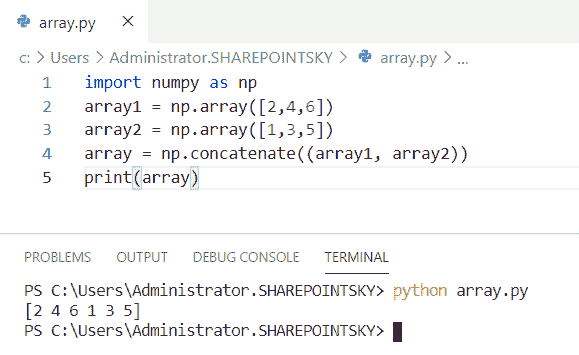 array.py ×
c: > Users > Administrator.SHAREPOINTSKY > array.py > ...
1 import numpy as np
2 array1 = np.array([2,4,6])
3 array2 = np.array([1,3,5])
4 array = np.concatenate((array1, array2))
5 print(array)
PROBLEMS OUTPUT DEBUG CONSOLE TERMINAL
PS C:\Users\Administrator.SHAREPOINTSKY> python array.py
[2 4 6 1 3 5]
PS C:\Users\Administrator.SHAREPOINTSKY>